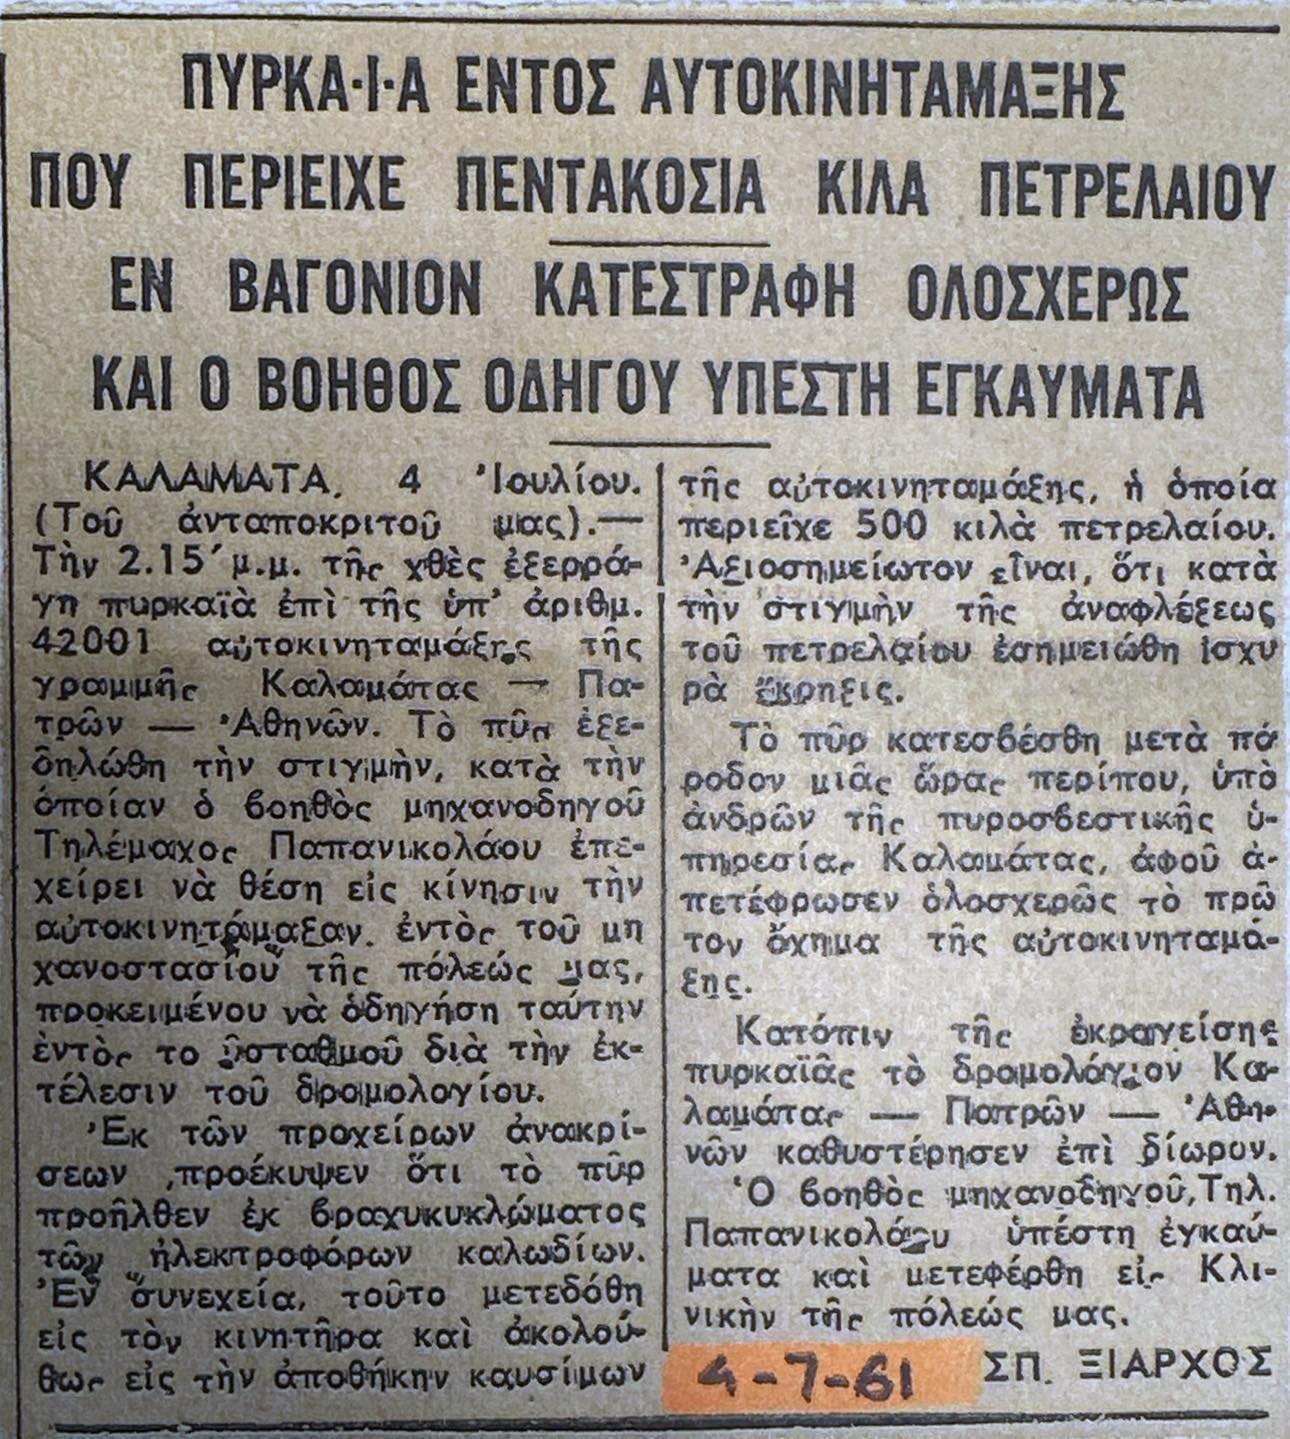 ΠΥΡΚΑ·Ι·Α ΕΝΤΟΣ ΑΥΤΟΚΙΝΗΤΑΜΑΞΗΣ
ΠΟΥ ΠΕΡΙΕΙΧΕ ΠΕΝΤΑΚΟΣΙΑ ΚΙΛΑ ΠΕΤΡΕΛΑΙΟΥ
ΕΝ ΒΑΓΟΝΙΟΝ ΚΑΤΕΣΤΡΑΦΗ ΟΛΟΣΧΕΡΩΣ
ΚΑΙ Ο ΒΟΗΘΟΣ ΟΔΗΓΟΥ ΥΠΕΣΤΗ ΕΓΚΑΥΜΑΤΑ
ΚΑΛΑΜΑΤΑ, 4 Ἰουλίου.
(Τοῦ ἀνταποκριτοῦ μας).—
Τὴν 2.15΄ μ.μ. τῆς χθὲς ἐξερρά-
γη πυρκαϊὰ ἐπὶ τῆς ὑπ' ἀριθμ.
42001 αὐτοκινηταμάξης τῆς
γραμμῆς Καλαμάτας — Πα-
τρῶν — Ἀθηνῶν. Τὸ πῦρ ἐξε-
δηλώθη τὴν στιγμήν, κατὰ τὴν
ὁποίαν ὁ βοηθὸς μηχανοδηγοῦ
Τηλέμαχος Παπανικολάου ἐπε-
χείρει νὰ θέση εἰς κίνησιν τὴν
αὐτοκινητάμαξαν, ἐντὸς τοῦ μη
χανοστασίου τῆς πόλεώς μας,
προκειμένου νὰ ὁδηγήση ταύτην
ἐντὸς το ῦσταθμοῦ διὰ τὴν ἐκ-
τέλεσιν τοῦ δρομολογίου.
Ἐκ τῶν προχείρων ἀνακρί-
σεων ,προέκυψεν ὅτι τὸ πῦρ
προῆλθεν ἐκ βραχυκυκλώματος
τῶν ἠλεκτροφόρων καλωδίων.
Ἐν συνεχεία, τοῦτο μετεδόθη
εἰς τὸν κινητῆρα καὶ ἀκολού-
θως εἰς τὴν ἀποθήκην καυσίμων
τῆς αὐτοκινηταμάξης, ἡ ὁποία
περιεῖχε 500 κιλὰ πετρελαίου.
Ἀξιοσημείωτον εἶναι, ὅτι κατὰ
τὴν στιγμὴν τῆς ἀναφλέξεως
τοῦ πετρελαίου ἐσημειώθη ἰσχυ
ρὰ ἔκρηξις.
Τὸ πῦρ κατεσβέσθη μετὰ πά
ροδον μιᾶς ὥρας περίπου, ὑπὸ
ἀνδρῶν τῆς πυροσβεστικῆς ὑ-
πηρεσίας Καλαμάτας, ἀφοῦ ἀ-
πετέφρωσεν ὁλοσχερῶς τὸ πρῶ
τον ὄχημα τῆς αὐτοκινηταμά-
ξης.
Κατόπιν τῆς ἐκραγείσης
πυρκαϊᾶς τὸ δρομολόγιον Κα-
λαμάτας — Πατρῶν — Ἀθη-
νῶν καθυστέρησεν ἐπὶ δίωρον.
Ὁ βοηθὸς μηχανοδηγοῦ, Τηλ.
Παπανικολάου ὑπέστη ἐγκαύ-
ματα καὶ μετεφέρθη εἰς Κλι-
νικὴν τῆς πόλεώς μας.
4-7-61 ΣΠ. ΞΙΑΡΧΟΣ